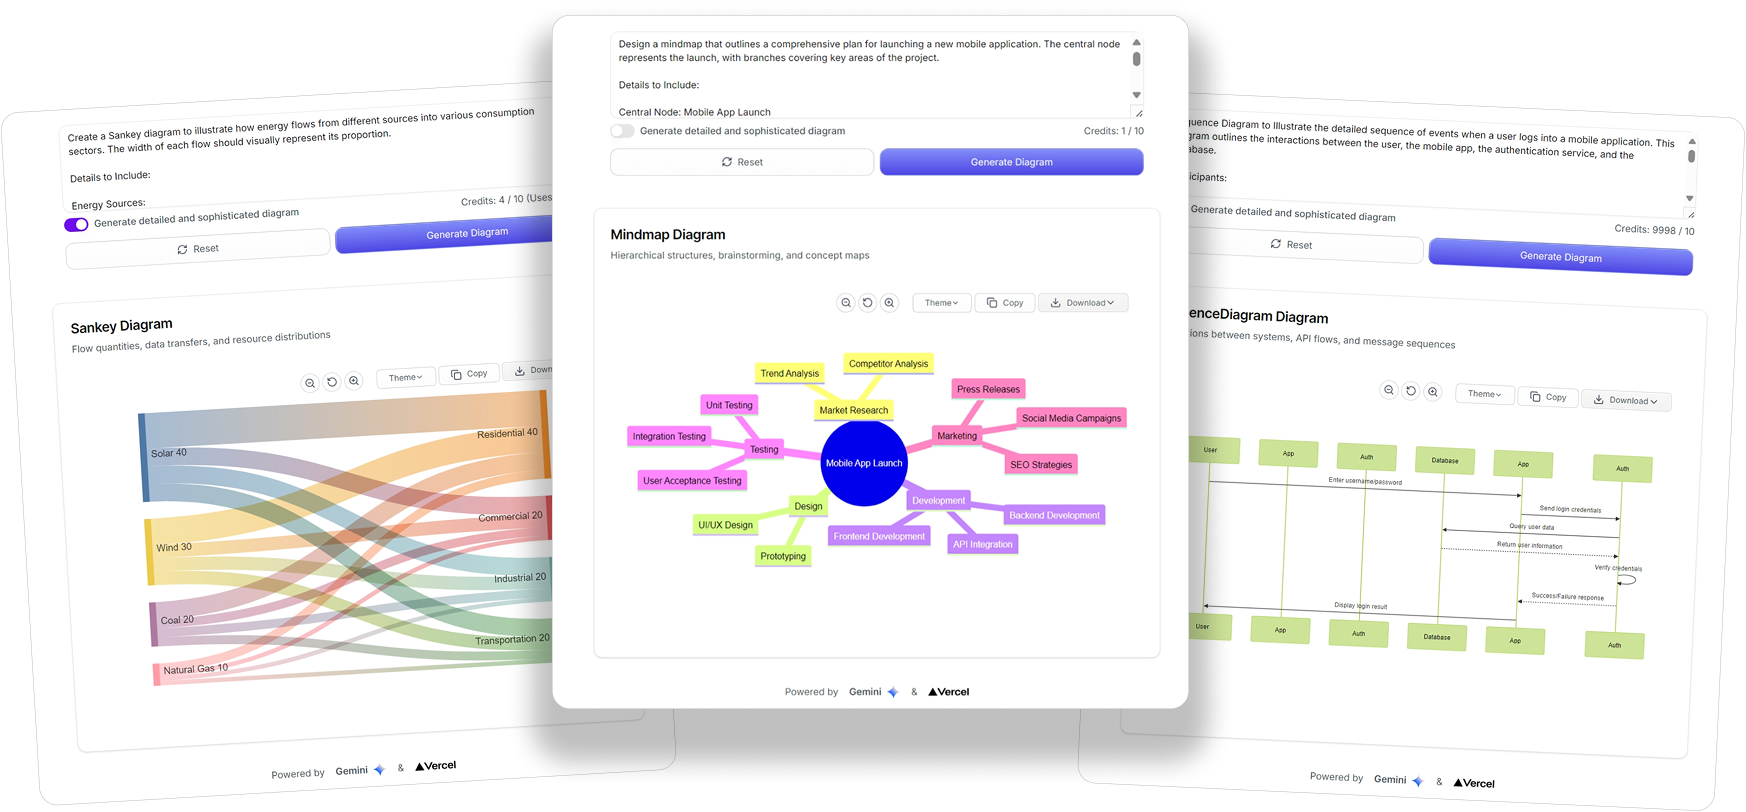 Create a Sankey diagram to illustrate how energy flows from different sources into various consumption
sectors. The width of each flow should visually represent its proportion.
Details to Include:
Energy Sources:
Generate detailed and sophisticated diagram
Credits: 4 / 10 (Uses
Reset
Generate Diagram
Sankey Diagram
Flow quantities, data transfers, and resource distributions
Theme
Copy
Down
Solar 40
Wind 30
Coal 20
Natural Gas 10
Residential 40
Commercial 20
Industrial 20
Transportation 20
Powered by Gemini & Vercel
Design a mindmap that outlines a comprehensive plan for launching a new mobile application. The central node
represents the launch, with branches covering key areas of the project.
Details to Include:
Central Node: Mobile App Launch
Generate detailed and sophisticated diagram
Credits: 1 / 10
Reset
Generate Diagram
Mindmap Diagram
Hierarchical structures, brainstorming, and concept maps
Theme
Copy
Download
Trend Analysis
Competitor Analysis
Market Research
Press Releases
Social Media Campaigns
Marketing
SEO Strategies
Unit Testing
Integration Testing
Testing
User Acceptance Testing
Mobile App Launch
Design
UI/UX Design
Prototyping
Development
Backend Development
Frontend Development
API Integration
Powered by Gemini & Vercel
quence Diagram to Illustrate the detailed sequence of events when a user logs into a mobile application. This
gram outlines the interactions between the user, the mobile app, the authentication service, and the
abase.
icipants:
Generate detailed and sophisticated diagram
Credits: 9998 / 10
Reset
Generate Diagram
enceDiagram Diagram
ions between systems, API flows, and message sequences
Theme
Copy
Download
User
App
Auth
Database
App
Auth
Enter username/password
Send login credentials
Query user data
Return user information
Verify credentials
Success/Failure response
Display login result
User
App
Auth
Database
App
Auth
Powered by Gemini & Vercel